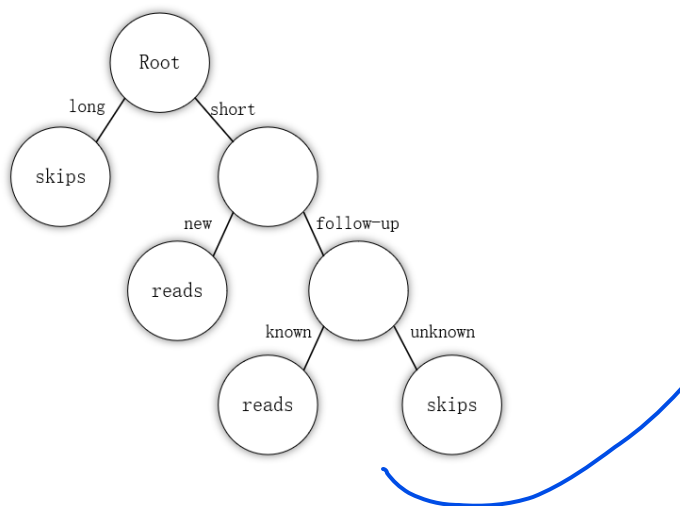 Root
long
short
skips
new
follow-up
reads
known
unknown
reads
skips